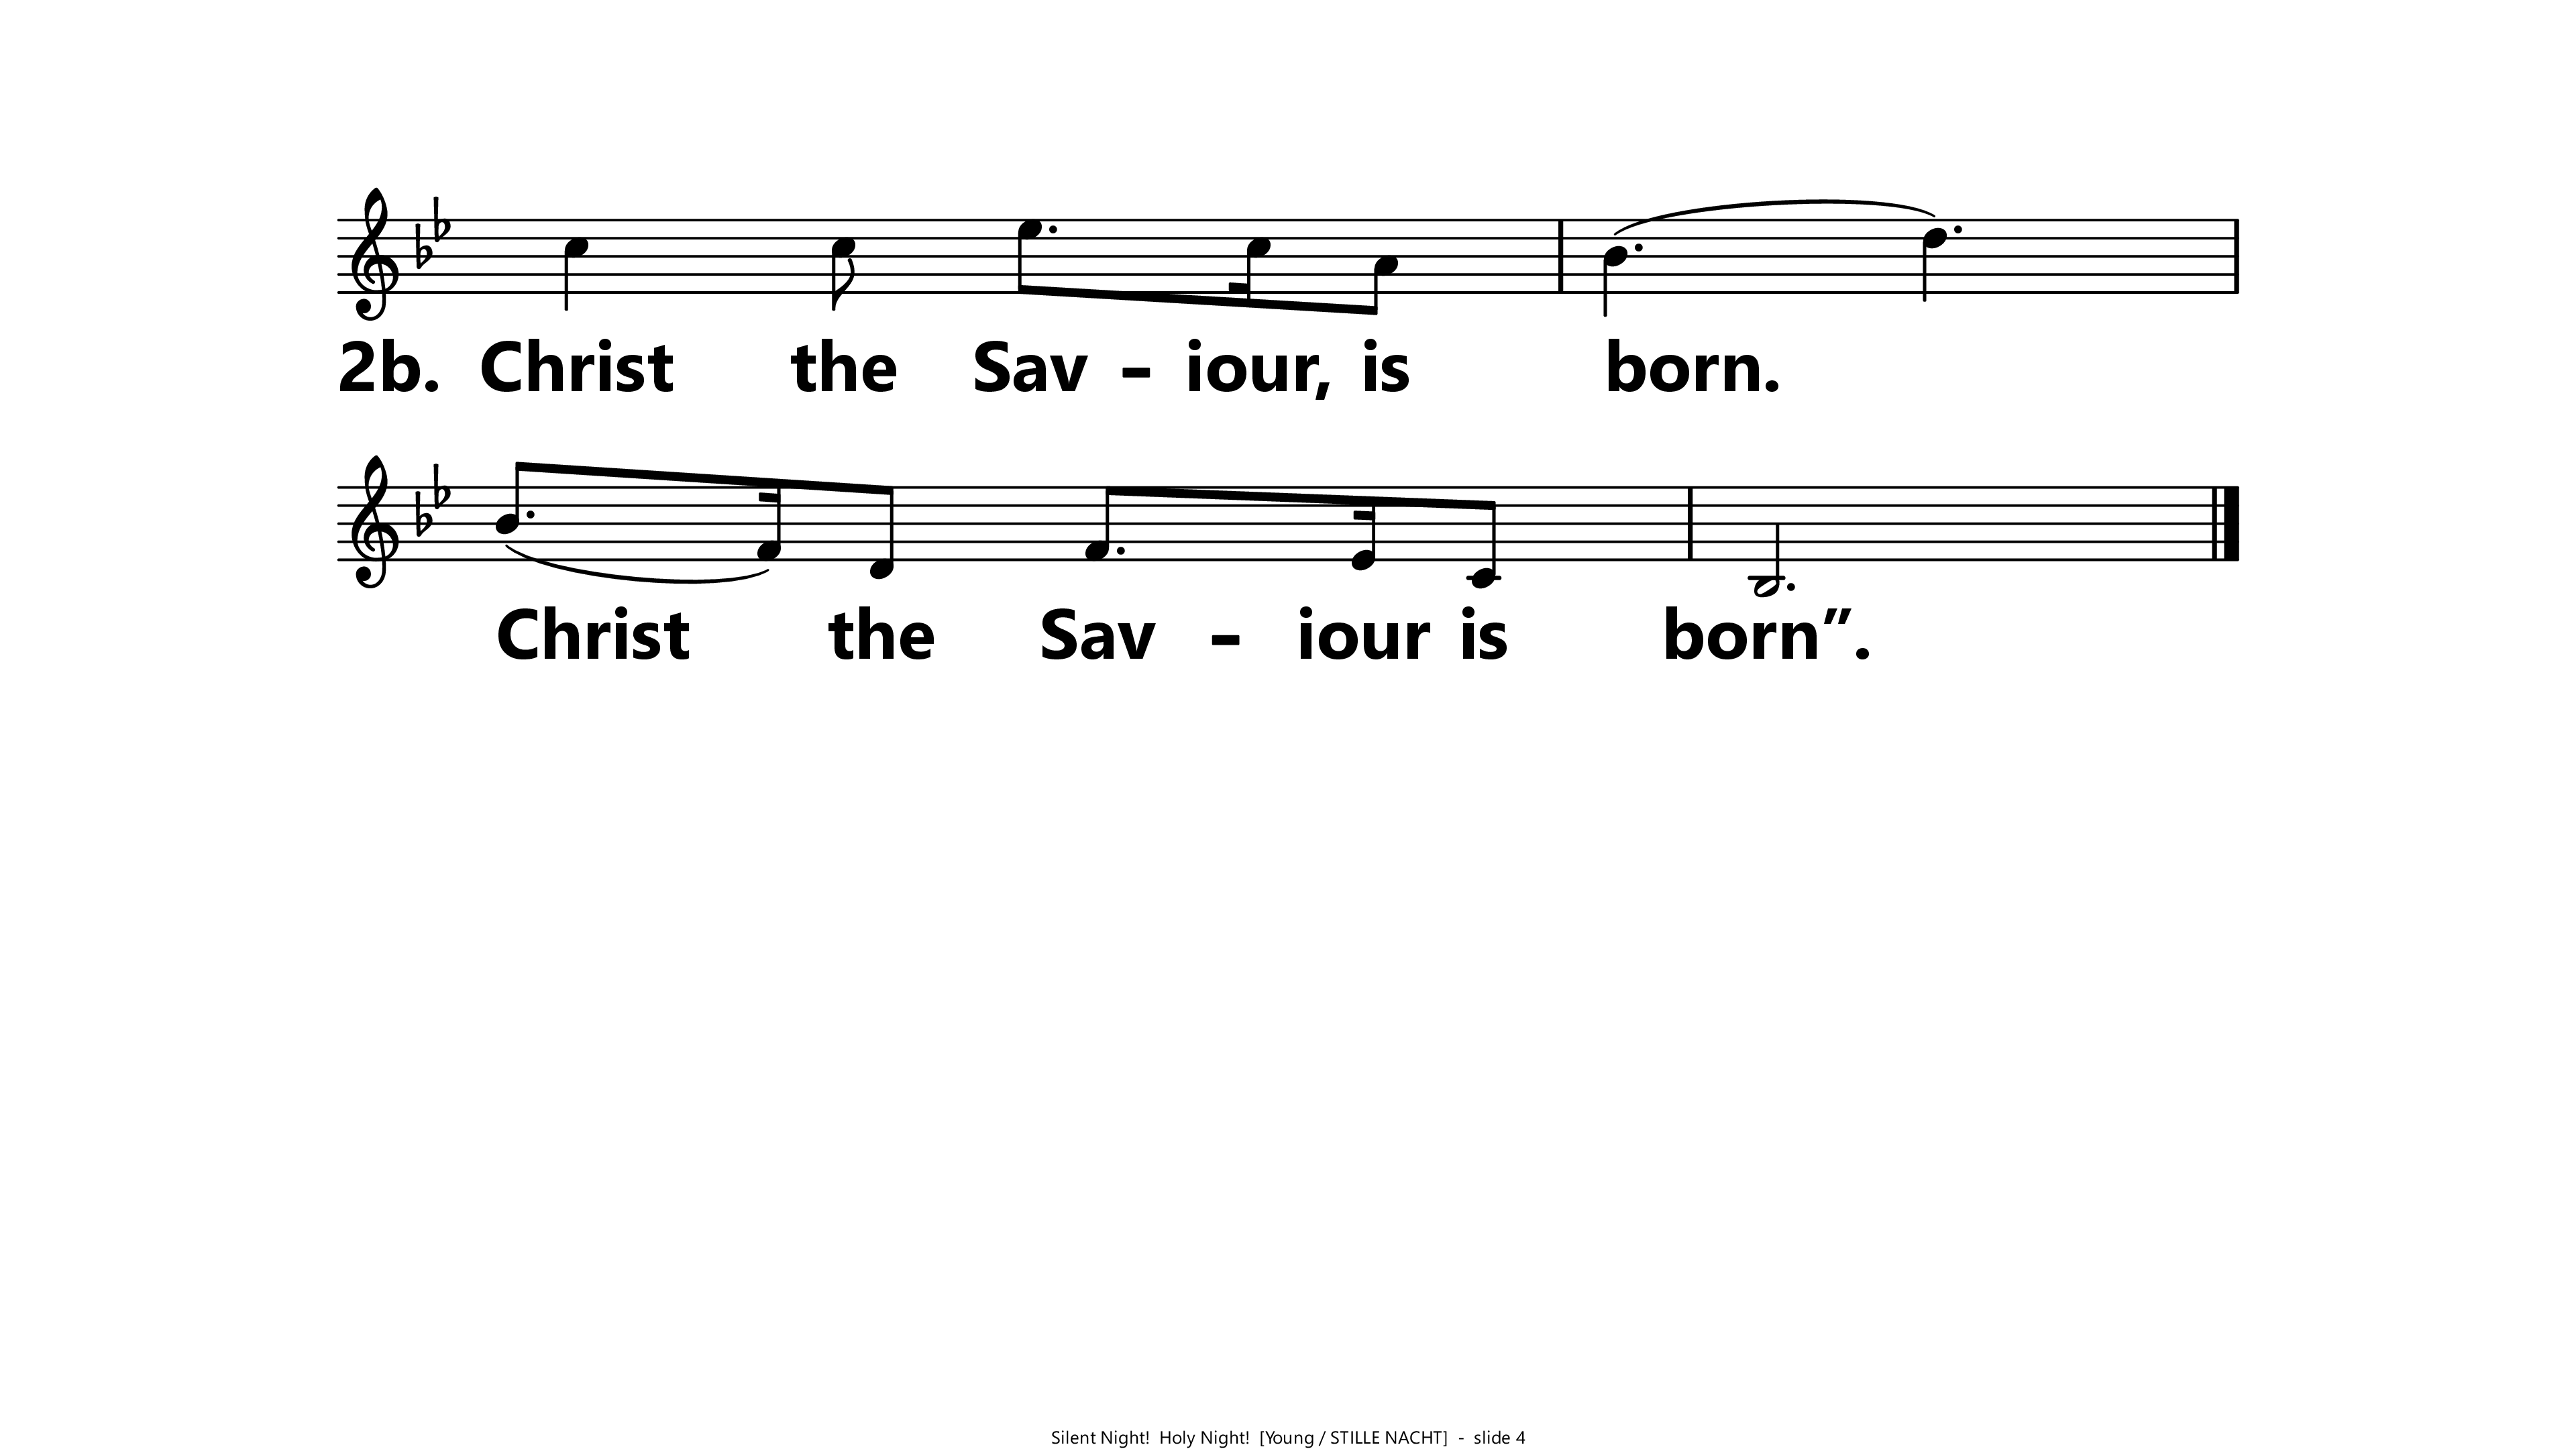 2b. Christ the Sav - iour, is born.
Christ the Sav - iour is born”.
Silent Night! Holy Night! [Young / STILLE NACHT] - slide 4